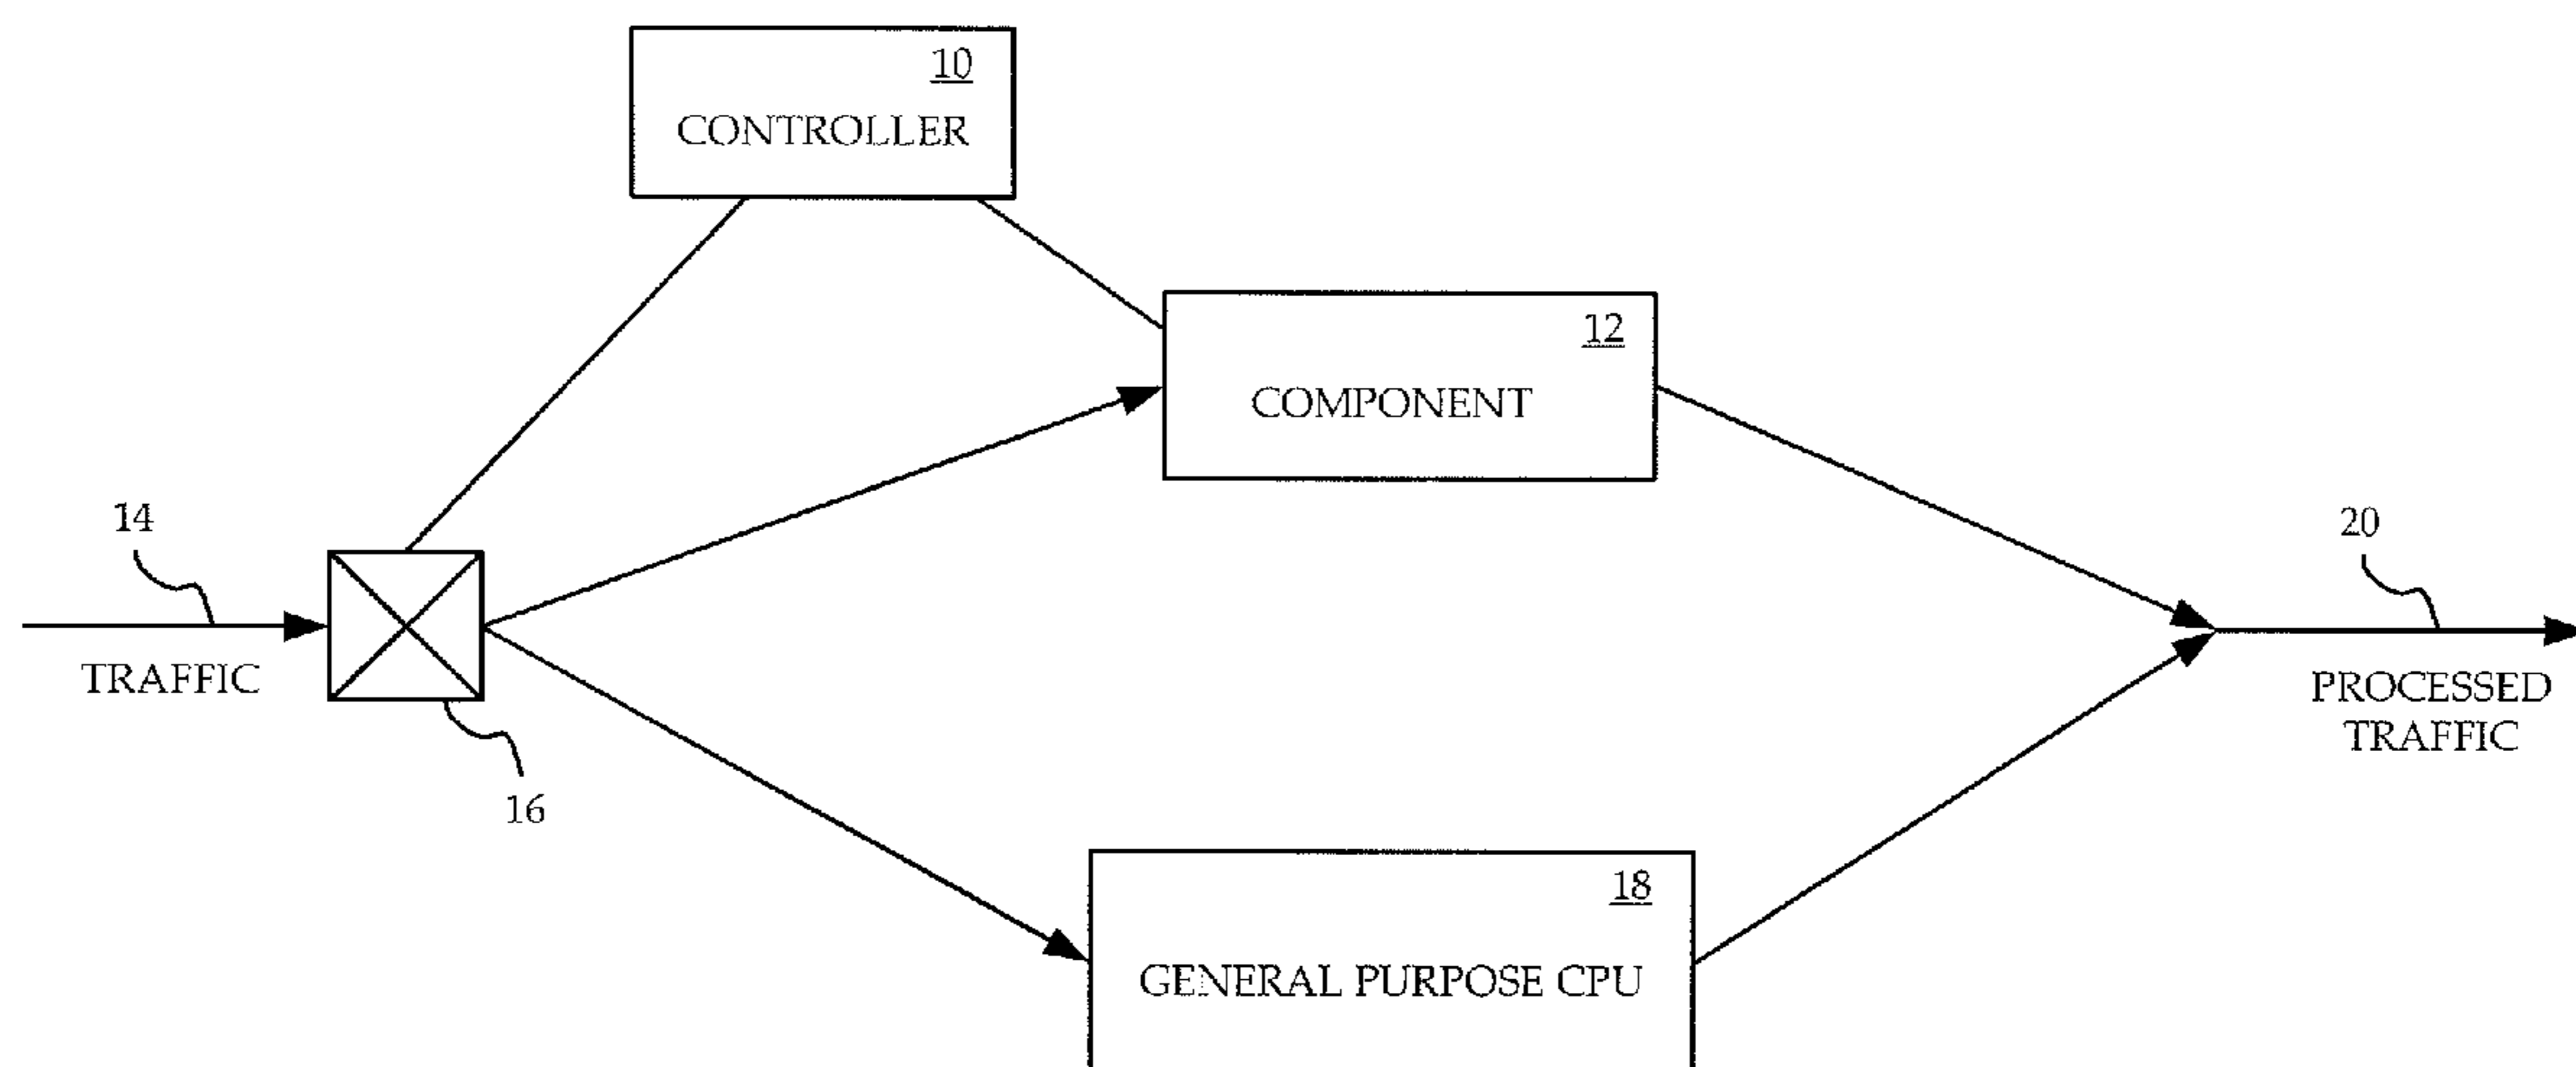 10
CONTROLLER
12
COMPONENT
14
TRAFFIC
16
20
PROCESSED
TRAFFIC
18
GENERAL PURPOSE CPU